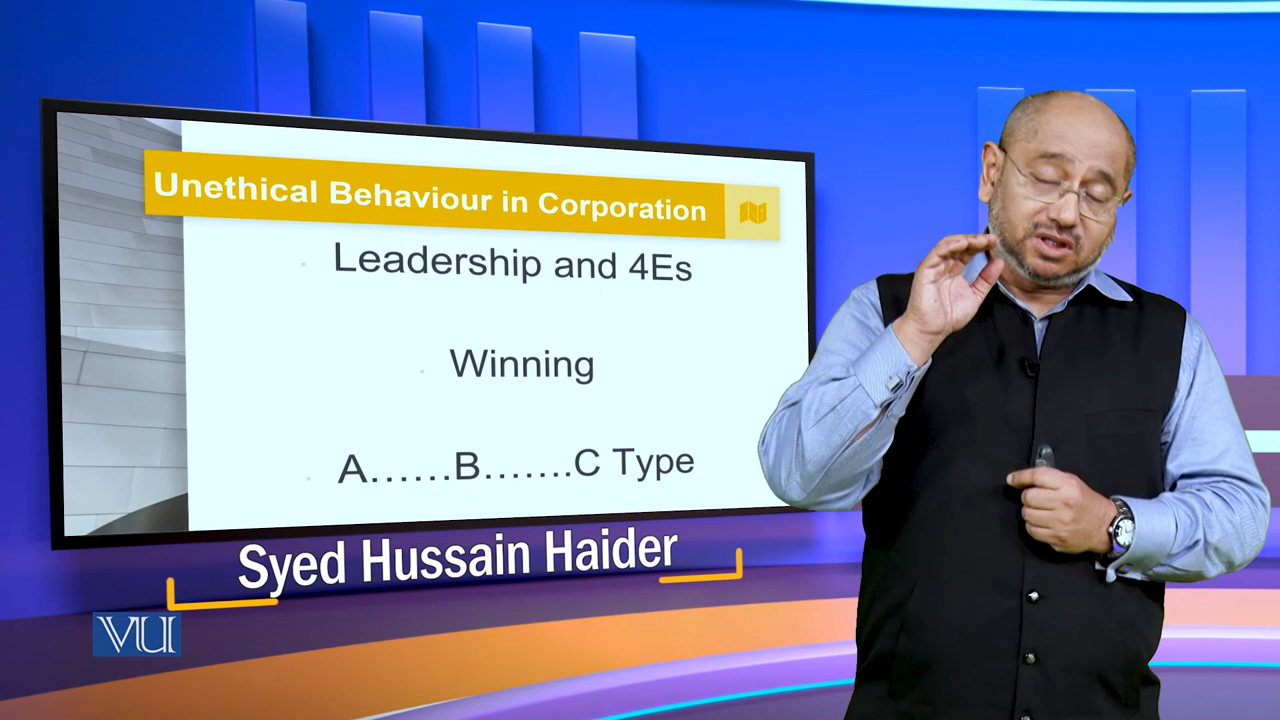 Unethical Behaviour in Corporation
Leadership and 4Es
Winning
A......B.......C Type
Syed Hussain Haider
VU